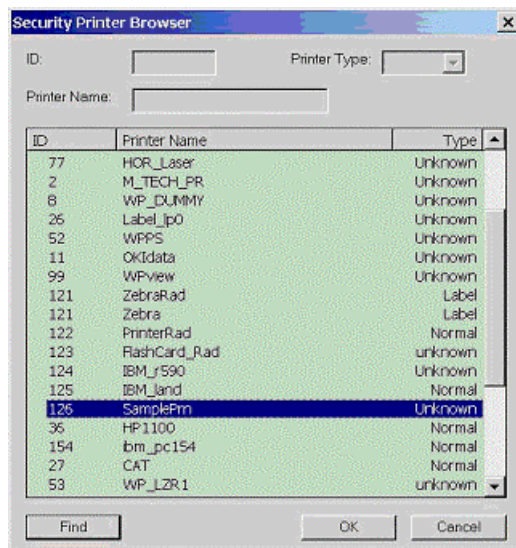 Security Printer Browser
ID: Printer Type:
Printer Name:
ID Printer Name Type
77 HOR_Laser Unknown
2 M_TECH_PR Unknown
8 WP_DUMMY Unknown
26 Label_lp0 Unknown
52 WPPS Unknown
11 OKIdata Unknown
99 WPview Unknown
121 ZebraRad Label
121 Zebra Label
122 PrinterRad Normal
123 FlashCard_Rad unknown
124 IBM_r590 Unknown
125 IBM_land Normal
126 SamplePrn Unknown
36 HP1100 Normal
154 ibm_pc154 Normal
27 CAT Normal
53 WP_LZR1 unknown
Find OK Cancel